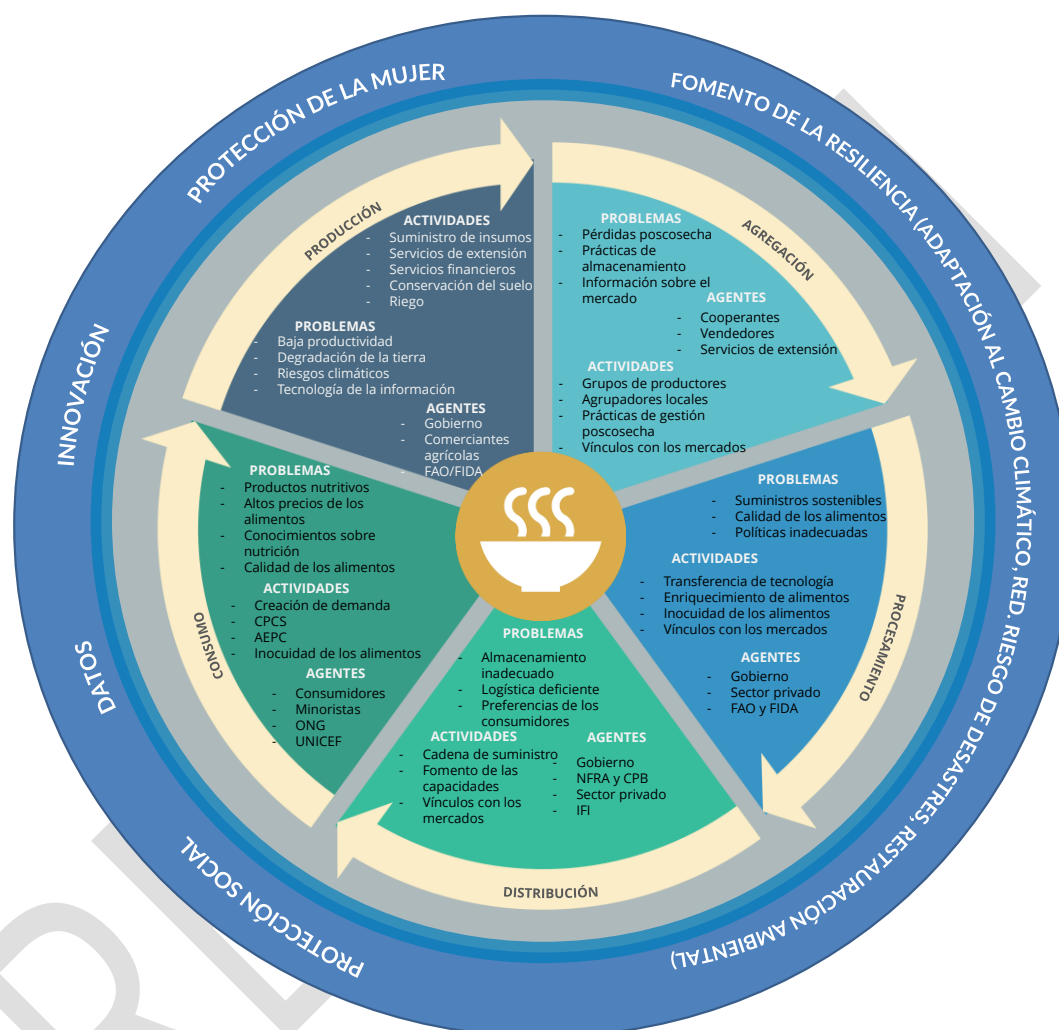 PROTECCIÓN DE LA MUJER
FOMENTO DE LA RESILIENCIA (ADAPTACIÓN AL CAMBIO CLIMÁTICO, RED. RIESGO DE DESASTRES, RESTAURACIÓN AMBIENTAL)
INNOVACIÓN
DATOS
PROTECCIÓN SOCIAL
PRODUCCIÓN
ACTIVIDADES
- Suministro de insumos
- Servicios de extensión
- Servicios financieros
- Conservación del suelo
- Riego
PROBLEMAS
- Baja productividad
- Degradación de la tierra
- Riesgos climáticos
- Tecnología de la información
AGENTES
- Gobierno
- Comerciantes
agrícolas
- FAO/FIDA
AGREGACIÓN
PROBLEMAS
- Pérdidas poscosecha
- Prácticas de
almacenamiento
- Información sobre el
mercado
AGENTES
- Cooperantes
- Vendedores
- Servicios de extensión
ACTIVIDADES
- Grupos de productores
- Agrupadores locales
- Prácticas de gestión
poscosecha
- Vínculos con los mercados
PROCESAMIENTO
PROBLEMAS
- Suministros sostenibles
- Calidad de los alimentos
- Políticas inadecuadas
ACTIVIDADES
- Transferencia de tecnología
- Enriquecimiento de alimentos
- Inocuidad de los alimentos
- Vínculos con los mercados
AGENTES
- Gobierno
- Sector privado
- FAO y FIDA
DISTRIBUCIÓN
PROBLEMAS
- Almacenamiento
inadecuado
- Logística deficiente
- Preferencias de los
consumidores
ACTIVIDADES
- Cadena de suministro
- Fomento de las
capacidades
- Vínculos con los
mercados
AGENTES
- Gobierno
- NFRA y CPB
- Sector privado
- IFI
CONSUMO
PROBLEMAS
- Productos nutritivos
- Altos precios de los
alimentos
- Conocimientos sobre
nutrición
- Calidad de los alimentos
ACTIVIDADES
- Creación de demanda
- CPCS
- AEPC
- Inocuidad de los alimentos
AGENTES
- Consumidores
- Minoristas
- ONG
- UNICEF